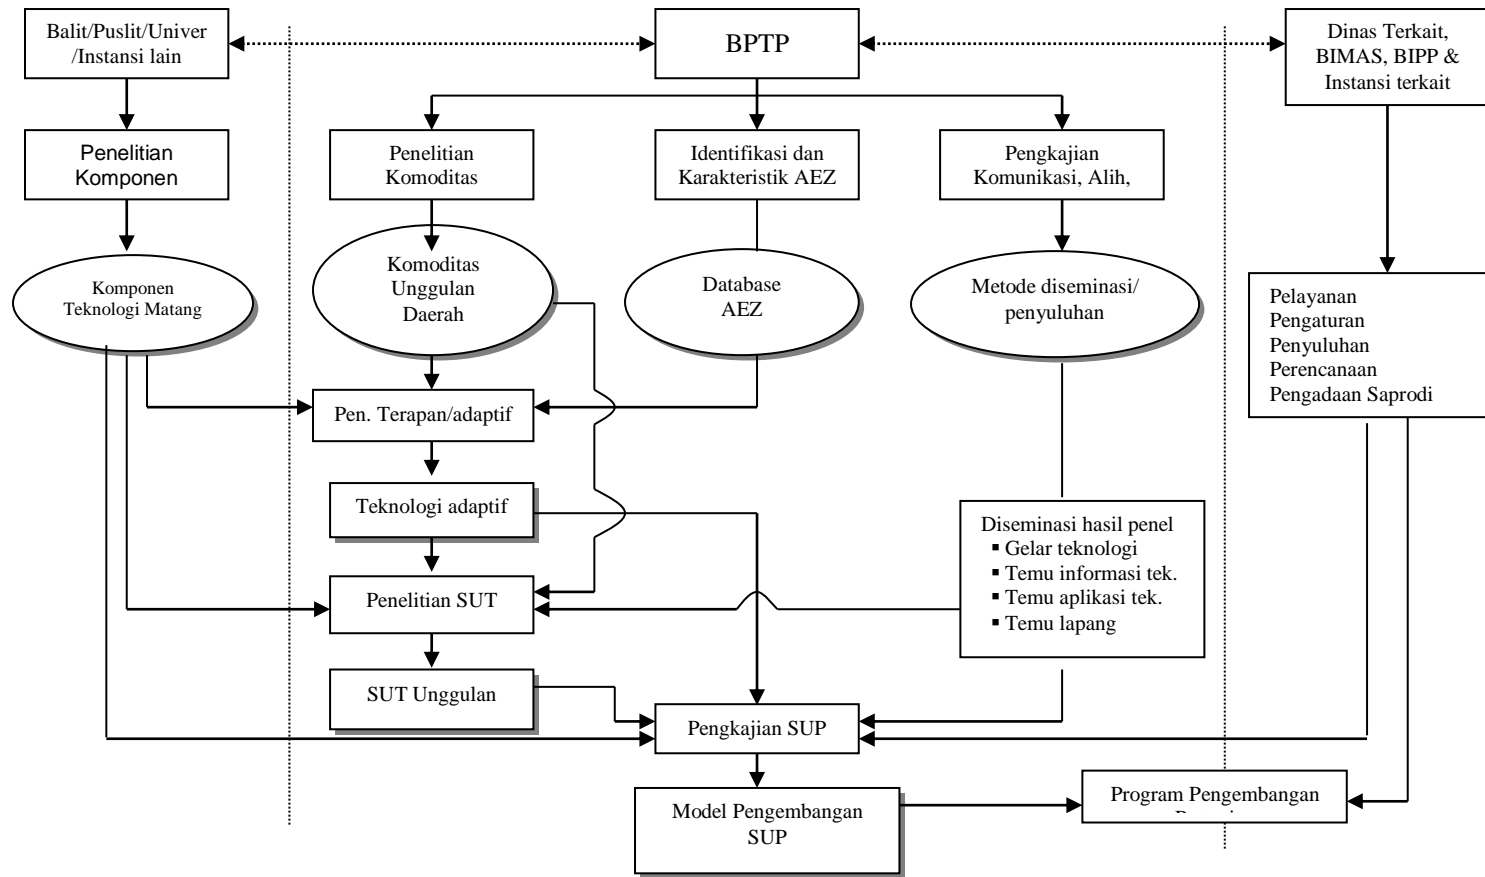 Balit/Puslit/Univer
/Instansi lain
BPTP
Dinas Terkait,
BIMAS, BIPP &
Instansi terkait
Penelitian
Komponen
Penelitian
Komoditas
Identifikasi dan
Karakteristik AEZ
Pengkajian
Komunikasi, Alih,
Komponen
Teknologi Matang
Komoditas
Unggulan
Daerah
Database
AEZ
Metode diseminasi/
penyuluhan
Pelayanan
Pengaturan
Penyuluhan
Perencanaan
Pengadaan Saprodi
Pen. Terapan/adaptif
Teknologi adaptif
Diseminasi hasil penel
▪ Gelar teknologi
▪ Temu informasi tek.
▪ Temu aplikasi tek.
▪ Temu lapang
Penelitian SUT
SUT Unggulan
Pengkajian SUP
Model Pengembangan
SUP
Program Pengembangan